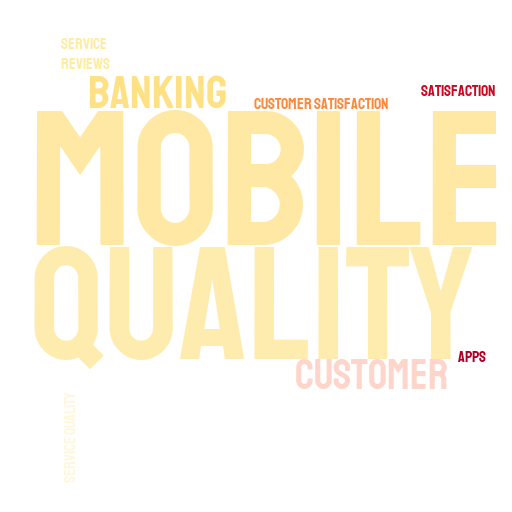 SERVICE
REVIEWS
BANKING
CUSTOMER SATISFACTION
SATISFACTION
MOBILE
QUALITY
CUSTOMER
APPS
SERVICE QUALITY